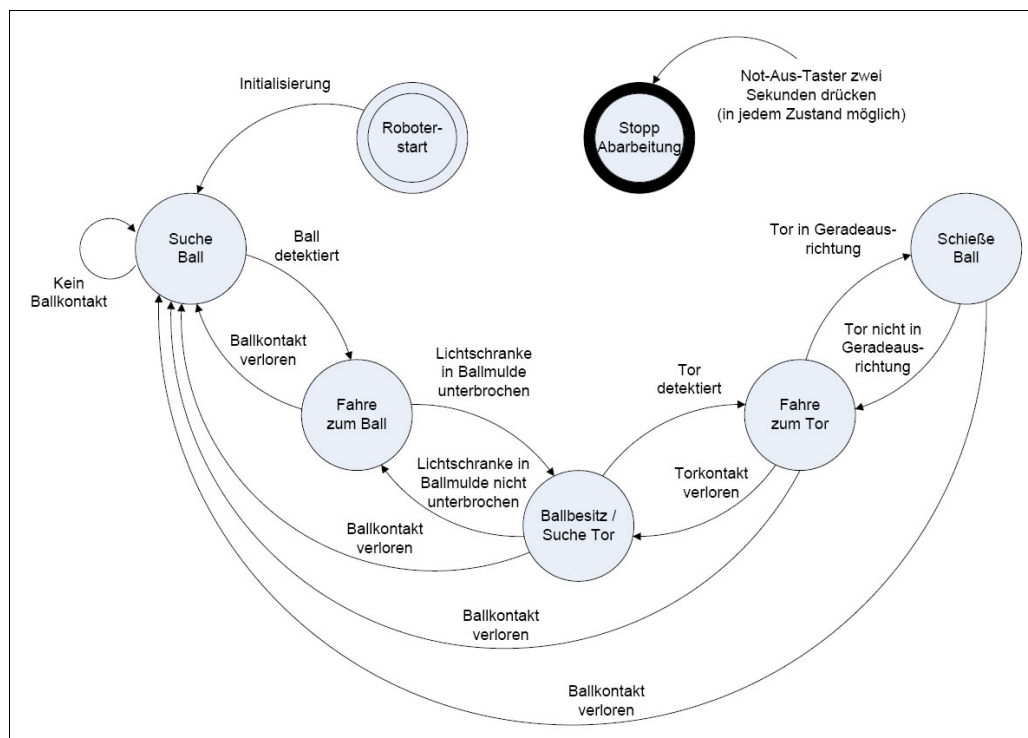 Initialisierung
Roboter-
start
Stopp
Abarbeitung
Not-Aus-Taster zwei
Sekunden drücken
(in jedem Zustand möglich)
Suche
Ball
Kein
Ballkontakt
Ball
detektiert
Ballkontakt
verloren
Fahre
zum Ball
Lichtschranke
in Ballmulde
unterbrochen
Lichtschranke in
Ballmulde nicht
unterbrochen
Ballbesitz /
Suche Tor
Ballkontakt
verloren
Tor
detektiert
Torkontakt
verloren
Fahre
zum Tor
Tor in Geradeaus-
richtung
Schieße
Ball
Tor nicht in
Geradeaus-
richtung
Ballkontakt
verloren
Ballkontakt
verloren